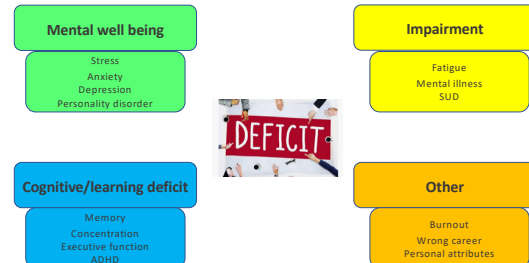 Mental well being
Stress
Anxiety
Depression
Personality disorder
Impairment
Fatigue
Mental illness
SUD
DEFICIT
Cognitive/learning deficit
Memory
Concentration
Executive function
ADHD
Other
Burnout
Wrong career
Personal attributes